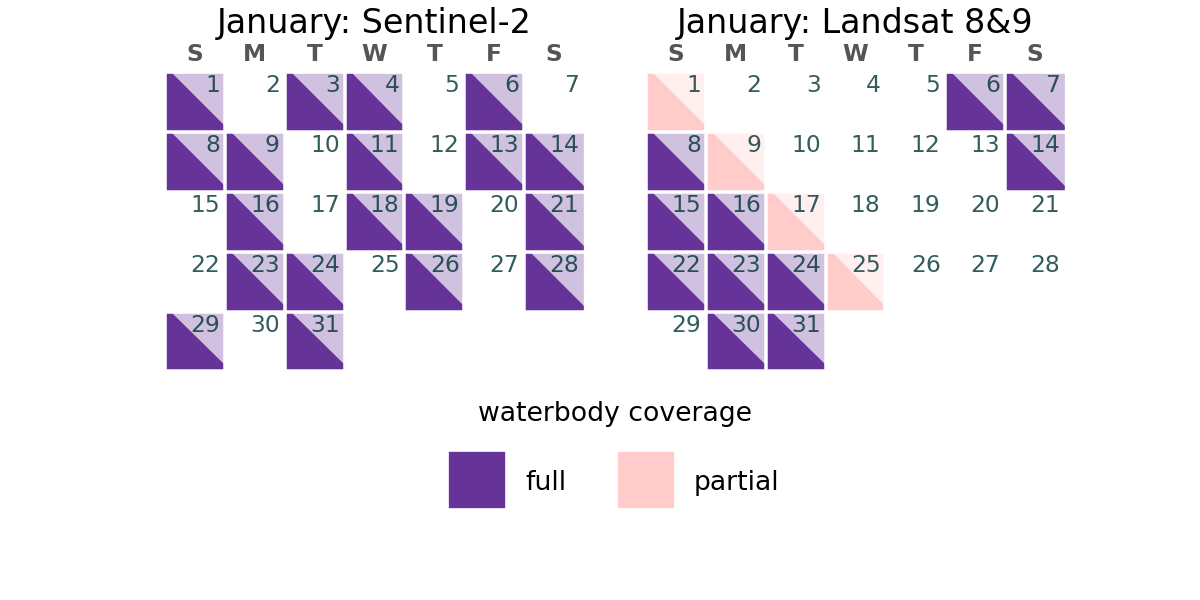 January: Sentinel-2
S M T W T F S
1 2 3 4 5 6 7
8 9 10 11 12 13 14
15 16 17 18 19 20 21
22 23 24 25 26 27 28
29 30 31
January: Landsat 8&9
S M T W T F S
1 2 3 4 5 6 7
8 9 10 11 12 13 14
15 16 17 18 19 20 21
22 23 24 25 26 27 28
29 30 31
waterbody coverage
full partial